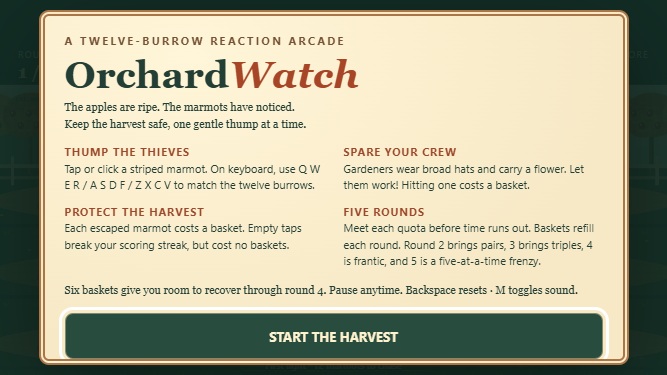 A TWELVE-BURROW REACTION ARCADE
OrchardWatch
The apples are ripe. The marmots have noticed.
Keep the harvest safe, one gentle thump at a time.
THUMP THE THIEVES
Tap or click a striped marmot. On keyboard, use Q W
E R / A S D F / Z X C V to match the twelve burrows.
SPARE YOUR CREW
Gardeners wear broad hats and carry a flower. Let
them work! Hitting one costs a basket.
PROTECT THE HARVEST
Each escaped marmot costs a basket. Empty taps
break your scoring streak, but cost no baskets.
FIVE ROUNDS
Meet each quota before time runs out. Baskets refill
each round. Round 2 brings pairs, 3 brings triples, 4
is frantic, and 5 is a five-at-a-time frenzy.
Six baskets give you room to recover through round 4. Pause anytime. Backspace resets · M toggles sound.
START THE HARVEST